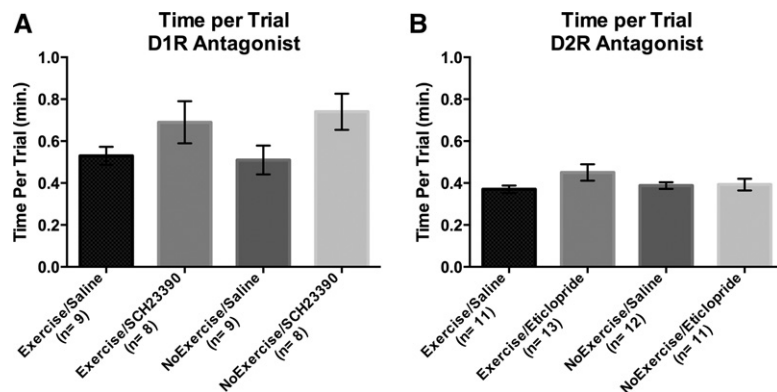 A
Time per Trial
D1R Antagonist
Time Per Trial (min.)
1.0
0.8
0.6
0.4
0.2
0.0
Exercise/Saline
(n= 9)
Exercise/SCH23390
(n= 8)
NoExercise/Saline
(n= 9)
NoExercise/SCH23390
(n= 8)
B
Time per Trial
D2R Antagonist
Time Per Trial (min.)
1.0
0.8
0.6
0.4
0.2
0.0
Exercise/Saline
(n= 11)
Exercise/Eticlopride
(n= 13)
NoExercise/Saline
(n= 12)
NoExercise/Eticlopride
(n= 11)